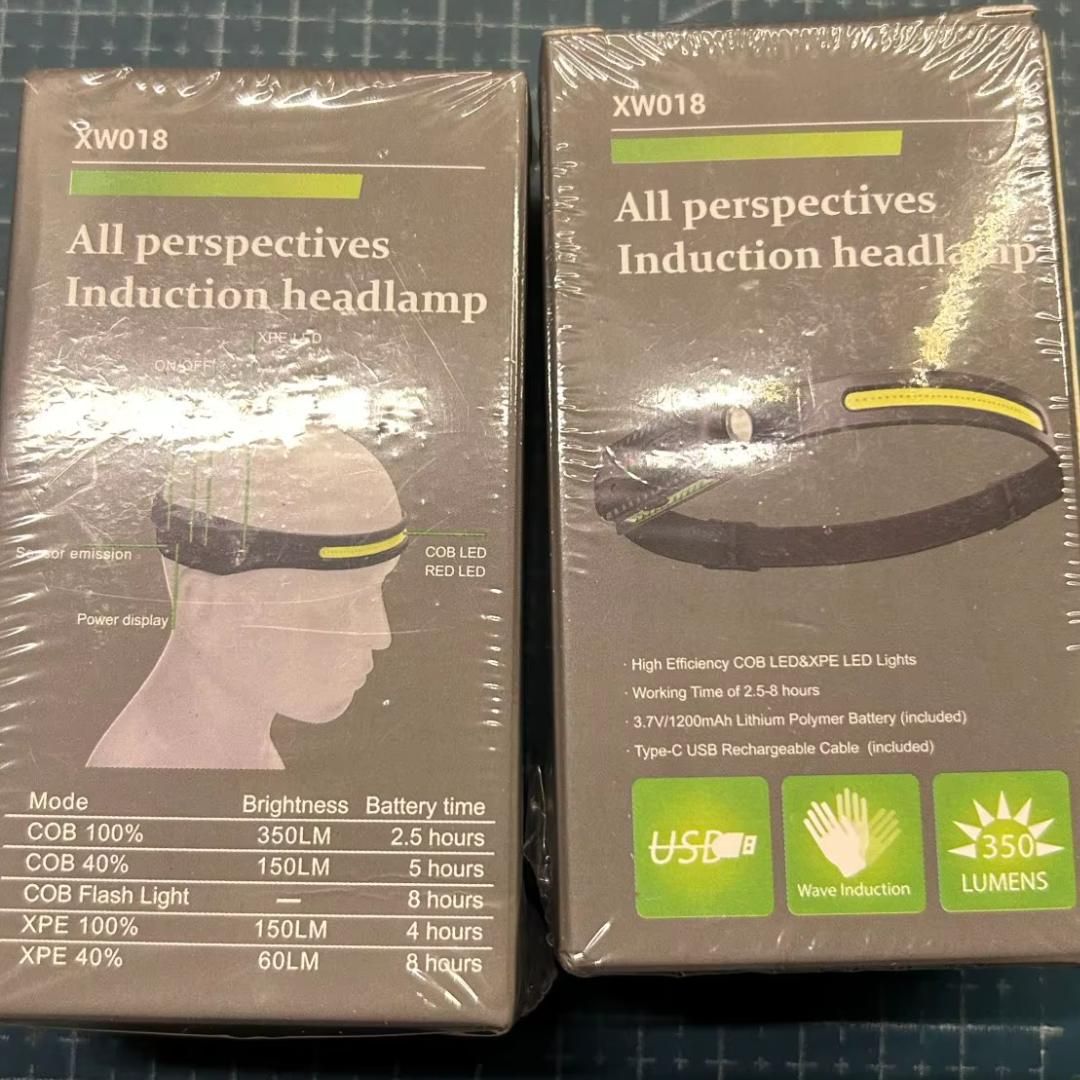 XW018
All perspectives
Induction headlamp
XPE LED
ON/OFF
Sensor emission
COB LED
RED LED
Power display
Mode Brightness Battery time
COB 100% 350LM 2.5 hours
COB 40% 150LM 5 hours
COB Flash Light — 8 hours
XPE 100% 150LM 4 hours
XPE 40% 60LM 8 hours
XW018
All perspectives
Induction headlamp
· High Efficiency COB LED&XPE LED Lights
· Working Time of 2.5-8 hours
· 3.7V/1200mAh Lithium Polymer Battery (included)
· Type-C USB Rechargeable Cable (included)
USB
Wave Induction
350
LUMENS